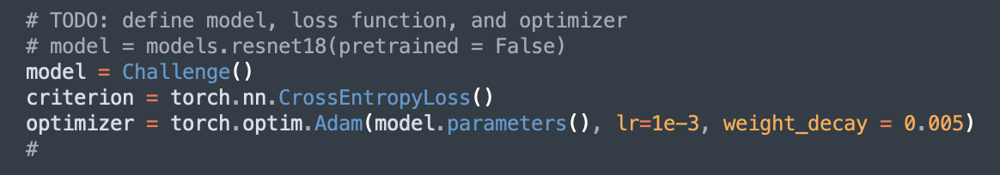 # TODO: define model, loss function, and optimizer
# model = models.resnet18(pretrained = False)
model = Challenge()
criterion = torch.nn.CrossEntropyLoss()
optimizer = torch.optim.Adam(model.parameters(), lr=1e-3, weight_decay = 0.005)
#